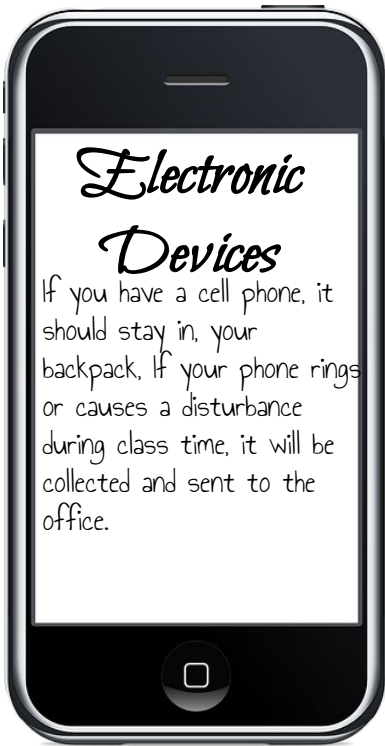 Electronic
Devices
If you have a cell phone, it
should stay in, your
backpack, If your phone rings
or causes a disturbance
during class time, it will be
collected and sent to the
office.